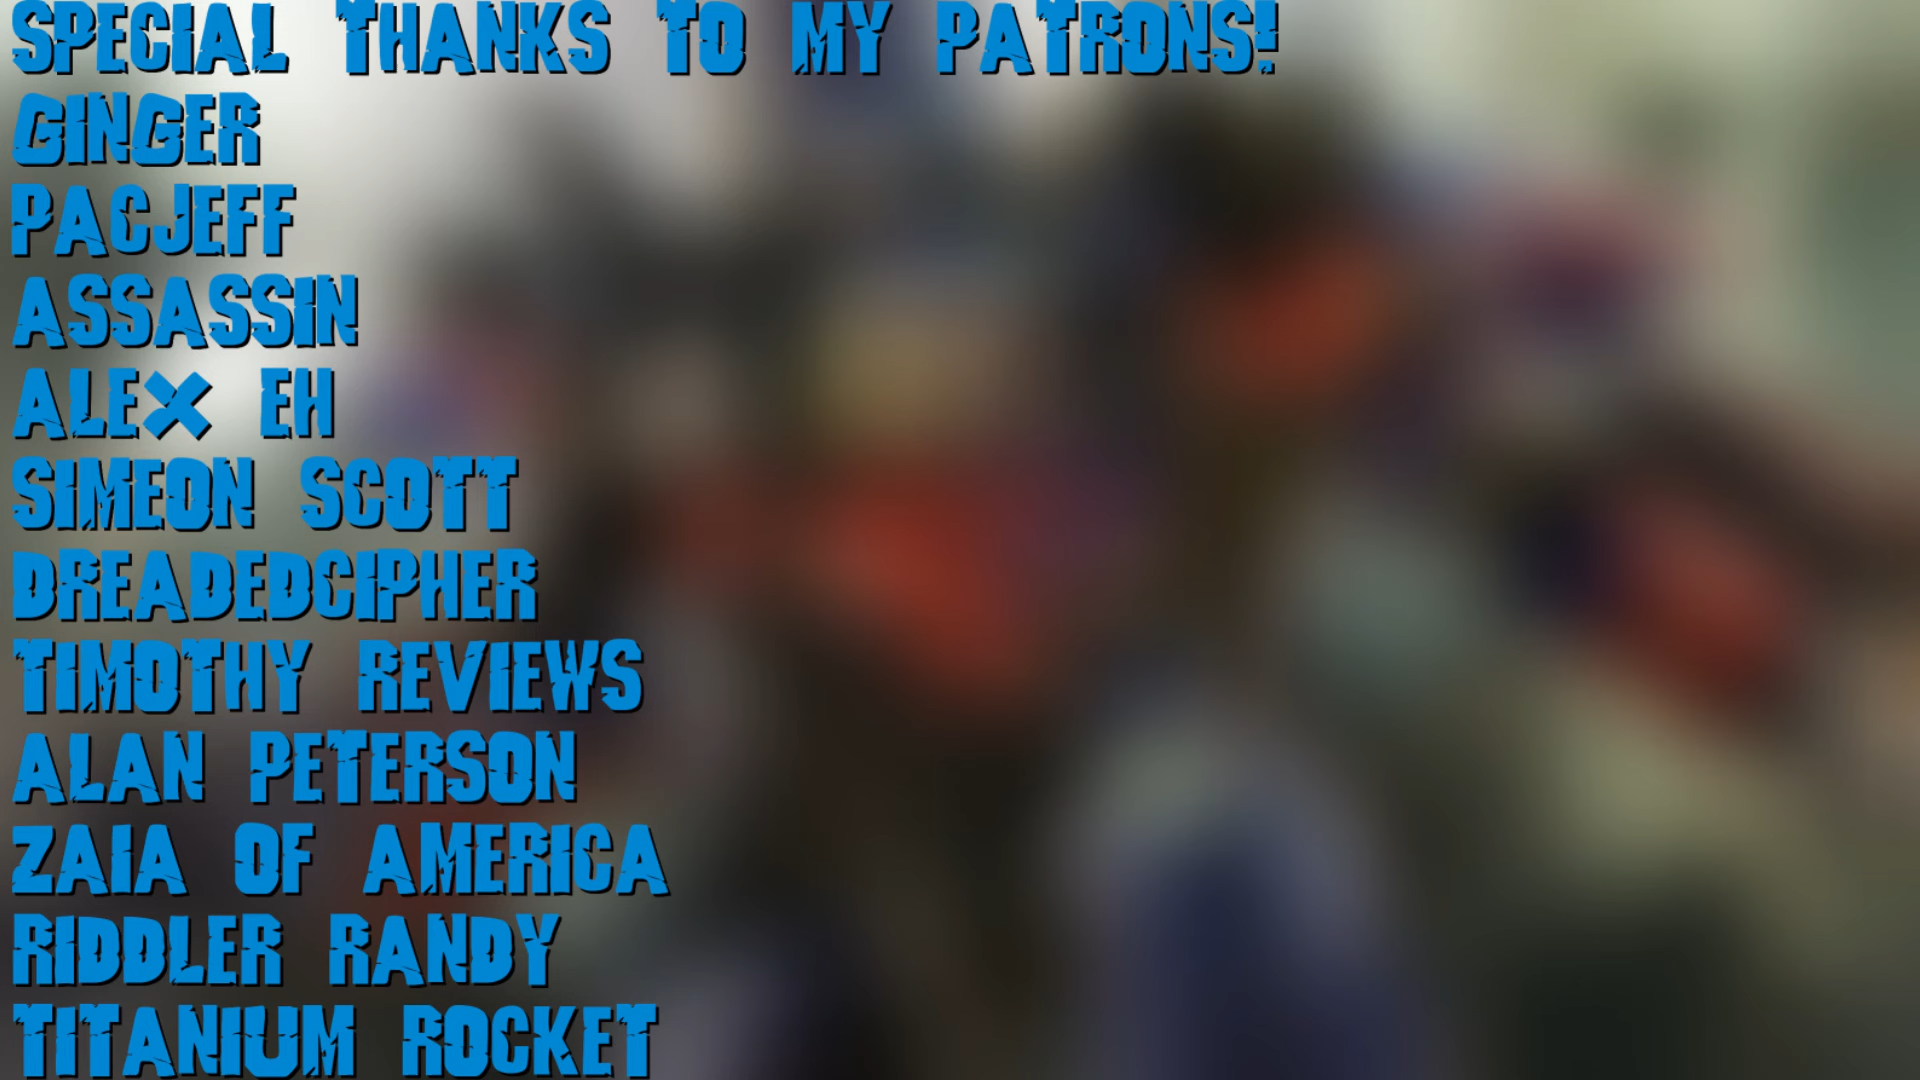 SPECIAL THANKS TO MY PATRONS!
GINGER
PACJEFF
ASSASSIN
ALEX EH
SIMEON SCOTT
DREADEDCIPHER
TIMOTHY REVIEWS
ALAN PETERSON
ZAIA OF AMERICA
RIDDLER RANDY
TITANIUM ROCKET